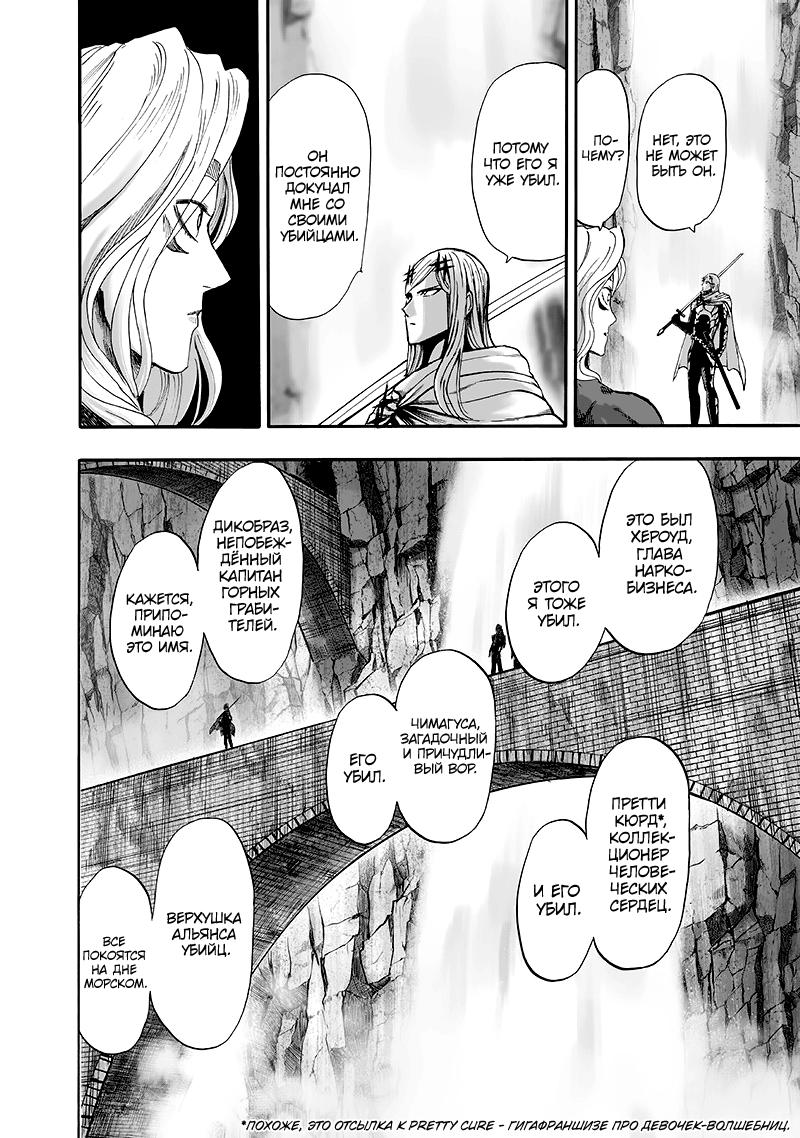 НЕТ, ЭТО
НЕ МОЖЕТ
БЫТЬ ОН.
ПО-
ЧЕМУ?
ПОТОМУ
ЧТО ЕГО Я
УЖЕ УБИЛ.
ОН
ПОСТОЯННО
ДОКУЧАЛ
МНЕ СО
СВОИМИ
УБИЙЦАМИ.
ЭТО БЫЛ
ХЕРОУД,
ГЛАВА
НАРКО-
БИЗНЕСА.
ЭТОГО
Я ТОЖЕ
УБИЛ.
ДИКОБРАЗ,
НЕПОБЕЖ-
ДЁННЫЙ
КАПИТАН
ГОРНЫХ
ГРАБИ-
ТЕЛЕЙ.
КАЖЕТСЯ,
ПРИПО-
МИНАЮ
ЭТО ИМЯ.
ЧИМАГУСА,
ЗАГАДОЧНЫЙ
И ПРИЧУДЛИ-
ВЫЙ ВОР.
ЕГО
УБИЛ.
ПРЕТТИ
КЮРД*,
КОЛЛЕК-
ЦИОНЕР
ЧЕЛОВЕ-
ЧЕСКИХ
СЕРДЕЦ.
И ЕГО
УБИЛ.
ВЕРХУШКА
АЛЬЯНСА
УБИЙЦ.
ВСЕ
ПОКОЯТСЯ
НА ДНЕ
МОРСКОМ.
*ПОХОЖЕ, ЭТО ОТСЫЛКА К PRETTY CURE - ГИГАФРАНШИЗЕ ПРО ДЕВОЧЕК-ВОЛШЕБНИЦ.